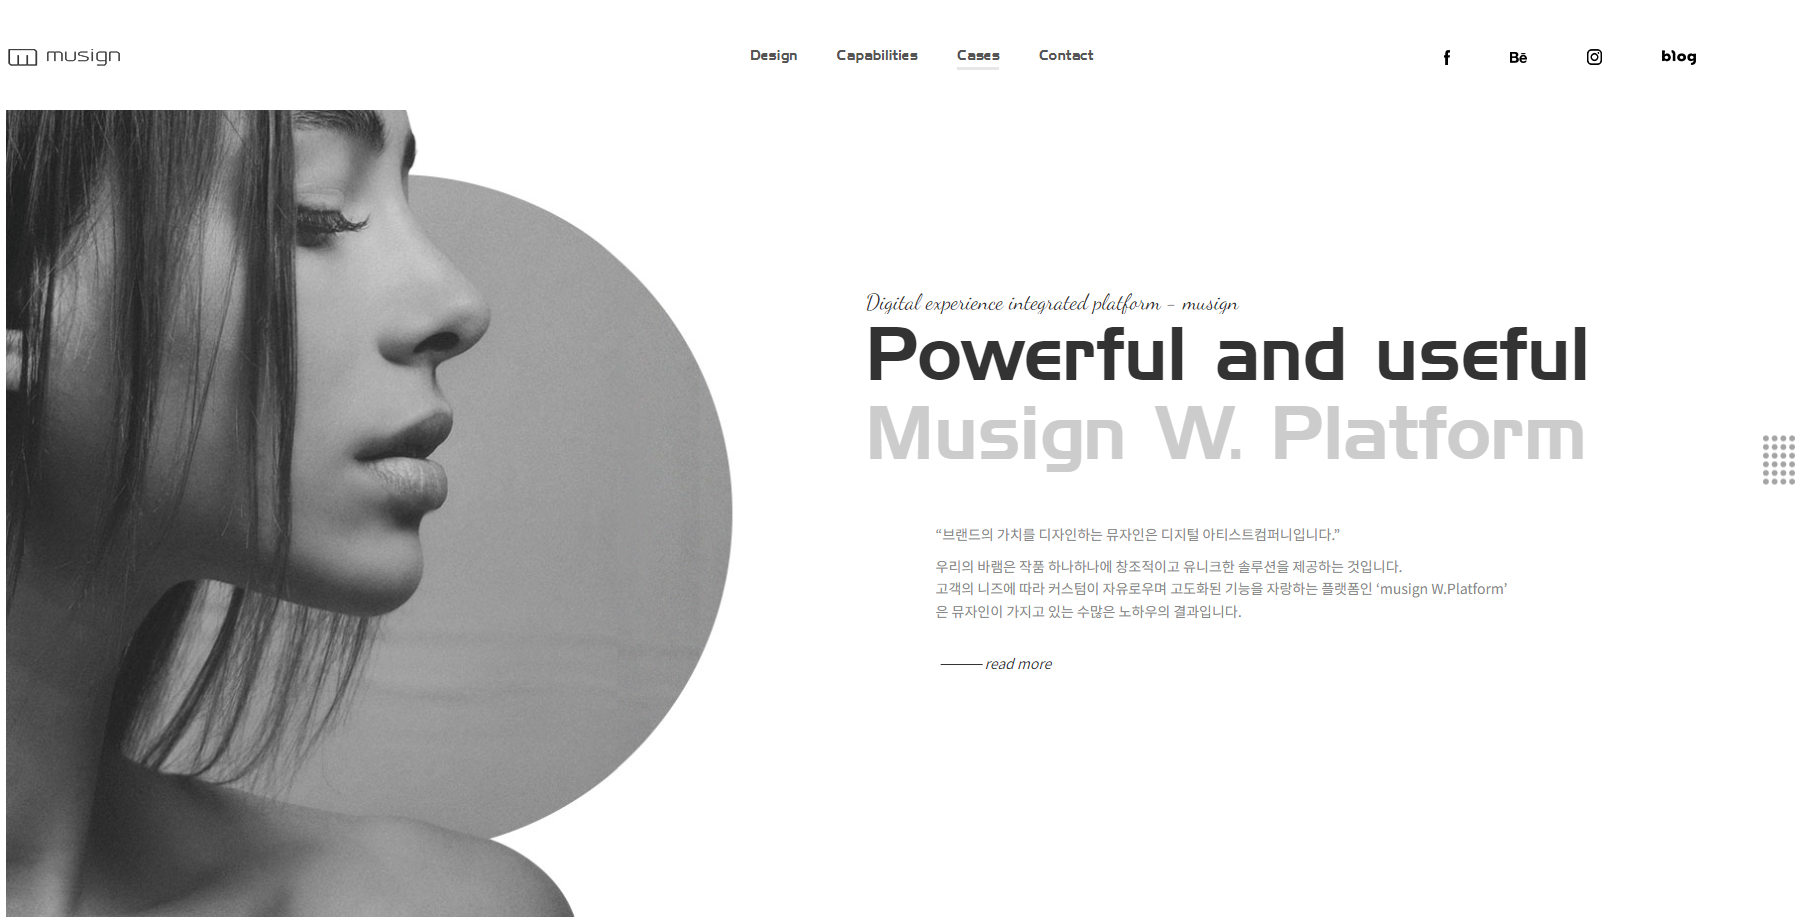 musign
Design Capabilities Cases Contact
f Bē blog
Digital experience integrated platform - musign
Powerful and useful
Musign W. Platform
“브랜드의 가치를 디자인하는 뮤자인은 디지털 아티스트컴퍼니입니다.”
우리의 바램은 작품 하나하나에 창조적이고 유니크한 솔루션을 제공하는 것입니다.
고객의 니즈에 따라 커스텀이 자유로우며 고도화된 기능을 자랑하는 플랫폼인 ‘musign W.Platform’
은 뮤자인이 가지고 있는 수많은 노하우의 결과입니다.
read more